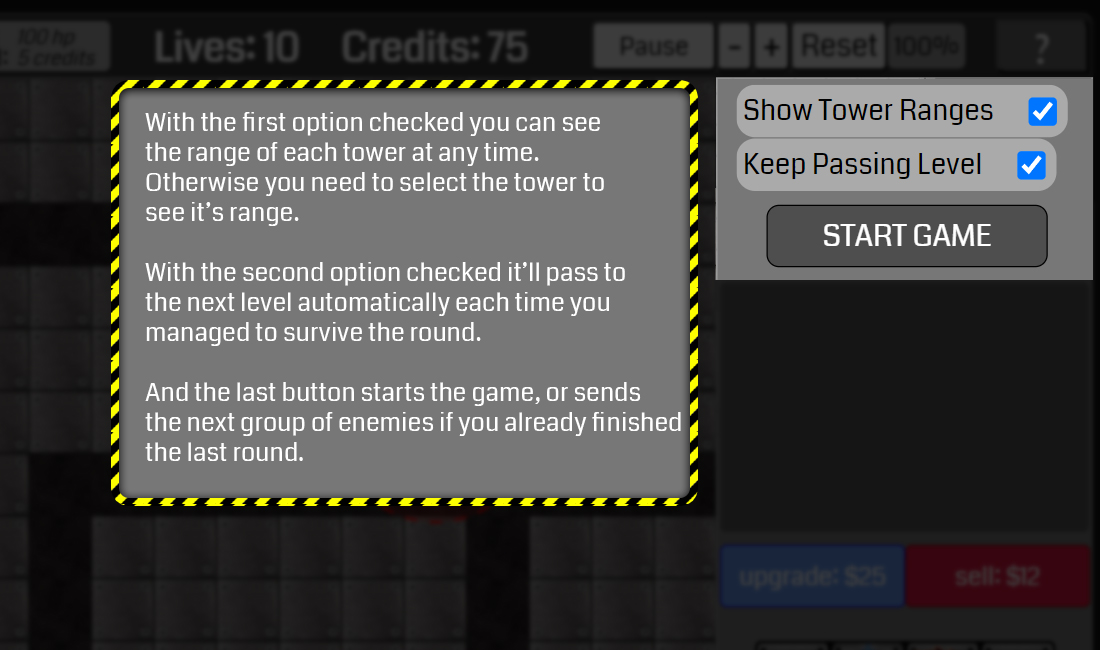 100 hp
5 credits
Lives: 10
Credits: 75
Pause
-
+
Reset
100%
?
With the first option checked you can see
the range of each tower at any time.
Otherwise you need to select the tower to
see it’s range.
With the second option checked it’ll pass to
the next level automatically each time you
managed to survive the round.
And the last button starts the game, or sends
the next group of enemies if you already finished
the last round.
Show Tower Ranges
Keep Passing Level
START GAME
upgrade: $25
sell: $12